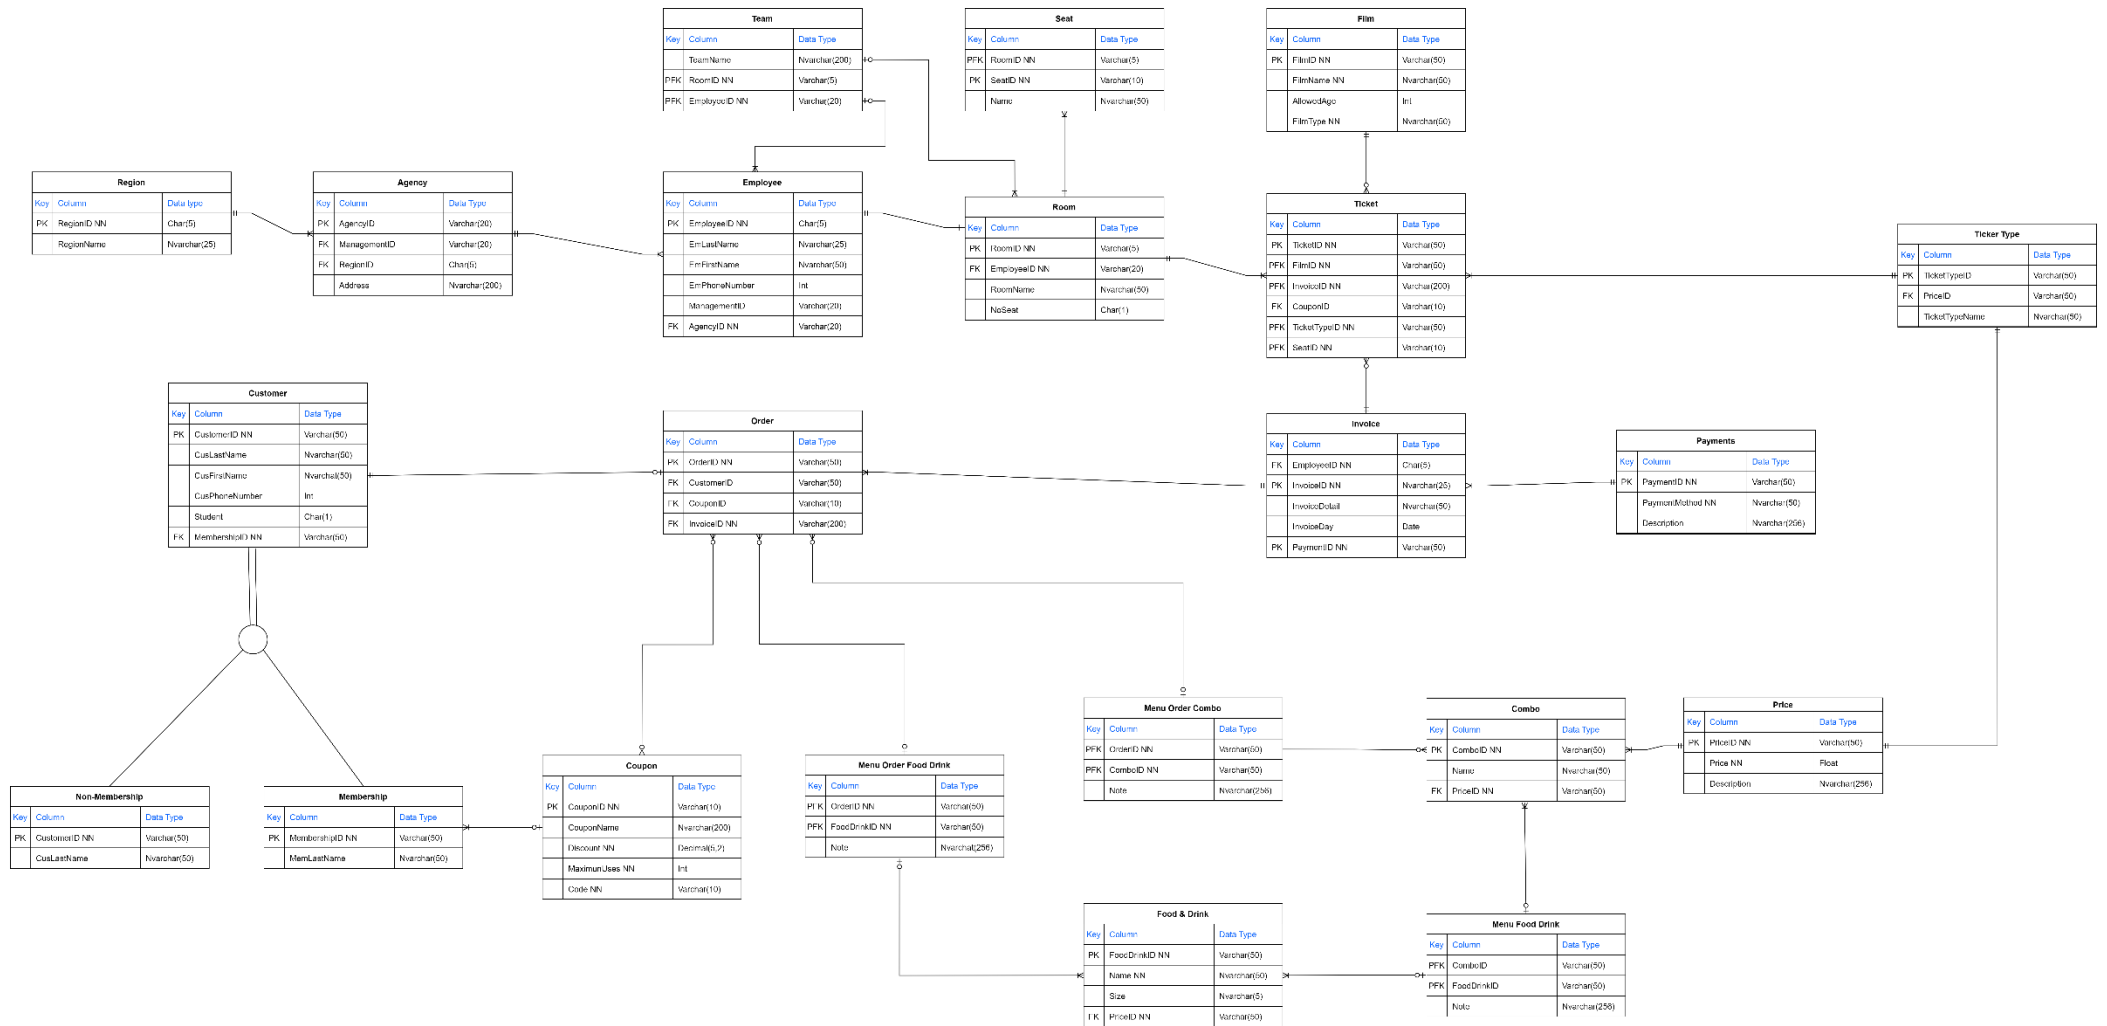 Team
Key Column Data Type
TeamName Nvarchar(200)
PFK RoomID NN Varchar(5)
PFK EmployeeID NN Varchar(20)
Seat
Key Column Data Type
PFK RoomID NN Varchar(5)
PK SeatID NN Varchar(10)
Name Nvarchar(50)
Film
Key Column Data Type
PK FilmID NN Varchar(50)
FilmName NN Nvarchar(50)
AllowedAge Int
FilmType NN Nvarchar(50)
Region
Key Column Data type
PK RegionID NN Char(5)
RegionName Nvarchar(25)
Agency
Key Column Data Type
PK AgencyID Varchar(20)
FK ManagementID Varchar(20)
FK RegionID Char(5)
Address Nvarchar(200)
Employee
Key Column Data Type
PK EmployeeID NN Char(5)
EmLastName Nvarchar(25)
EmFirstName Nvarchar(50)
EmPhoneNumber Int
ManagementID Varchar(20)
FK AgencyID NN Varchar(20)
Room
Key Column Data Type
PK RoomID NN Varchar(5)
FK EmployeeID NN Varchar(20)
RoomName Nvarchar(50)
NoSeat Char(1)
Ticket
Key Column Data Type
PK TicketID NN Varchar(50)
PFK FilmID NN Varchar(50)
PFK InvoiceID NN Varchar(200)
FK CouponID Varchar(10)
PFK TicketTypeID NN Varchar(50)
PFK SeatID NN Varchar(10)
Ticker Type
Key Column Data Type
PK TicketTypeID Varchar(50)
FK PriceID Varchar(50)
TicketTypeName Nvarchar(50)
Customer
Key Column Data Type
PK CustomerID NN Varchar(50)
CusLastName Nvarchar(50)
CusFirstName Nvarchat(50)
CusPhoneNumber Int
Student Char(1)
FK MembershipID NN Varchar(50)
Order
Key Column Data Type
PK OrderID NN Varchar(50)
FK CustomerID Varchar(50)
FK CouponID Varchar(10)
FK InvoiceID NN Varchar(200)
Invoice
Key Column Data Type
FK EmployeeID NN Char(5)
PK InvoiceID NN Nvarchar(25)
InvoiceDetail Nvarchar(50)
InvoiceDay Date
PK PaymentID NN Varchar(50)
Payments
Key Column Data Type
PK PaymentID NN Varchar(50)
PaymentMethod NN Nvarchar(50)
Description Nvarchar(256)
Non-Membership
Key Column Data Type
PK CustomerID NN Varchar(50)
CusLastName Nvarchar(50)
Membership
Key Column Data Type
PK MembershipID NN Varchar(50)
MemLastName Nvarchar(50)
Coupon
Key Column Data Type
PK CouponID NN Varchar(10)
CouponName Nvarchar(200)
Discount NN Decimal(5,2)
MaximunUses NN Int
Code NN Varchar(10)
Menu Order Food Drink
Key Column Data Type
PFK OrderID NN Varchar(50)
PFK FoodDrinkID NN Varchar(50)
Note Nvarchat(256)
Menu Order Combo
Key Column Data Type
PFK OrderID NN Varchar(50)
PFK ComboID NN Varchar(50)
Note Nvarchar(256)
Combo
Key Column Data Type
PK ComboID NN Varchar(50)
Name Nvarchar(50)
FK PriceID NN Varchar(50)
Price
Key Column Data Type
PK PriceID NN Varchar(50)
Price NN Float
Description Nvarchar(256)
Food & Drink
Key Column Data Type
PK FoodDrinkID NN Varchar(50)
Name NN Nvarchar(50)
Size Nvarchar(5)
FK PriceID NN Varchar(50)
Menu Food Drink
Key Column Data Type
PFK ComboID Varchar(50)
PFK FoodDrinkID Varchar(50)
Note Nvarchar(256)